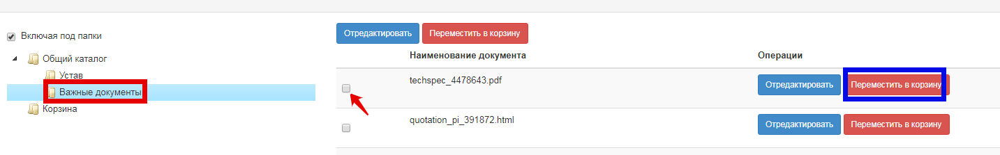 Включая под папки
Общий каталог
Устав
Важные документы
Корзина
Отредактировать Переместить в корзину
Наименование документа Операции
techspec_4478643.pdf Отредактировать Переместить в корзину
quotation_pi_391872.html Отредактировать Переместить в корзину